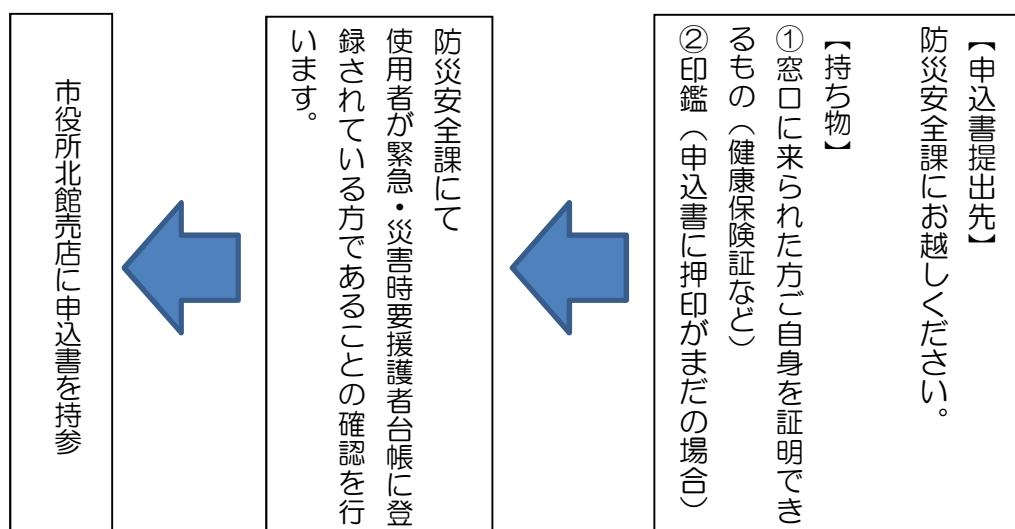 【申込書提出先】
防災安全課にお越しください。
【持ち物】
①窓口に来られた方ご自身を証明でき
るもの（健康保険証など）
②印鑑（申込書に押印がまだの場合）
防災安全課にて
使用者が緊急・災害時要援護者台帳に登
録されている方であることの確認を行
います。
市役所北館売店に申込書を持参